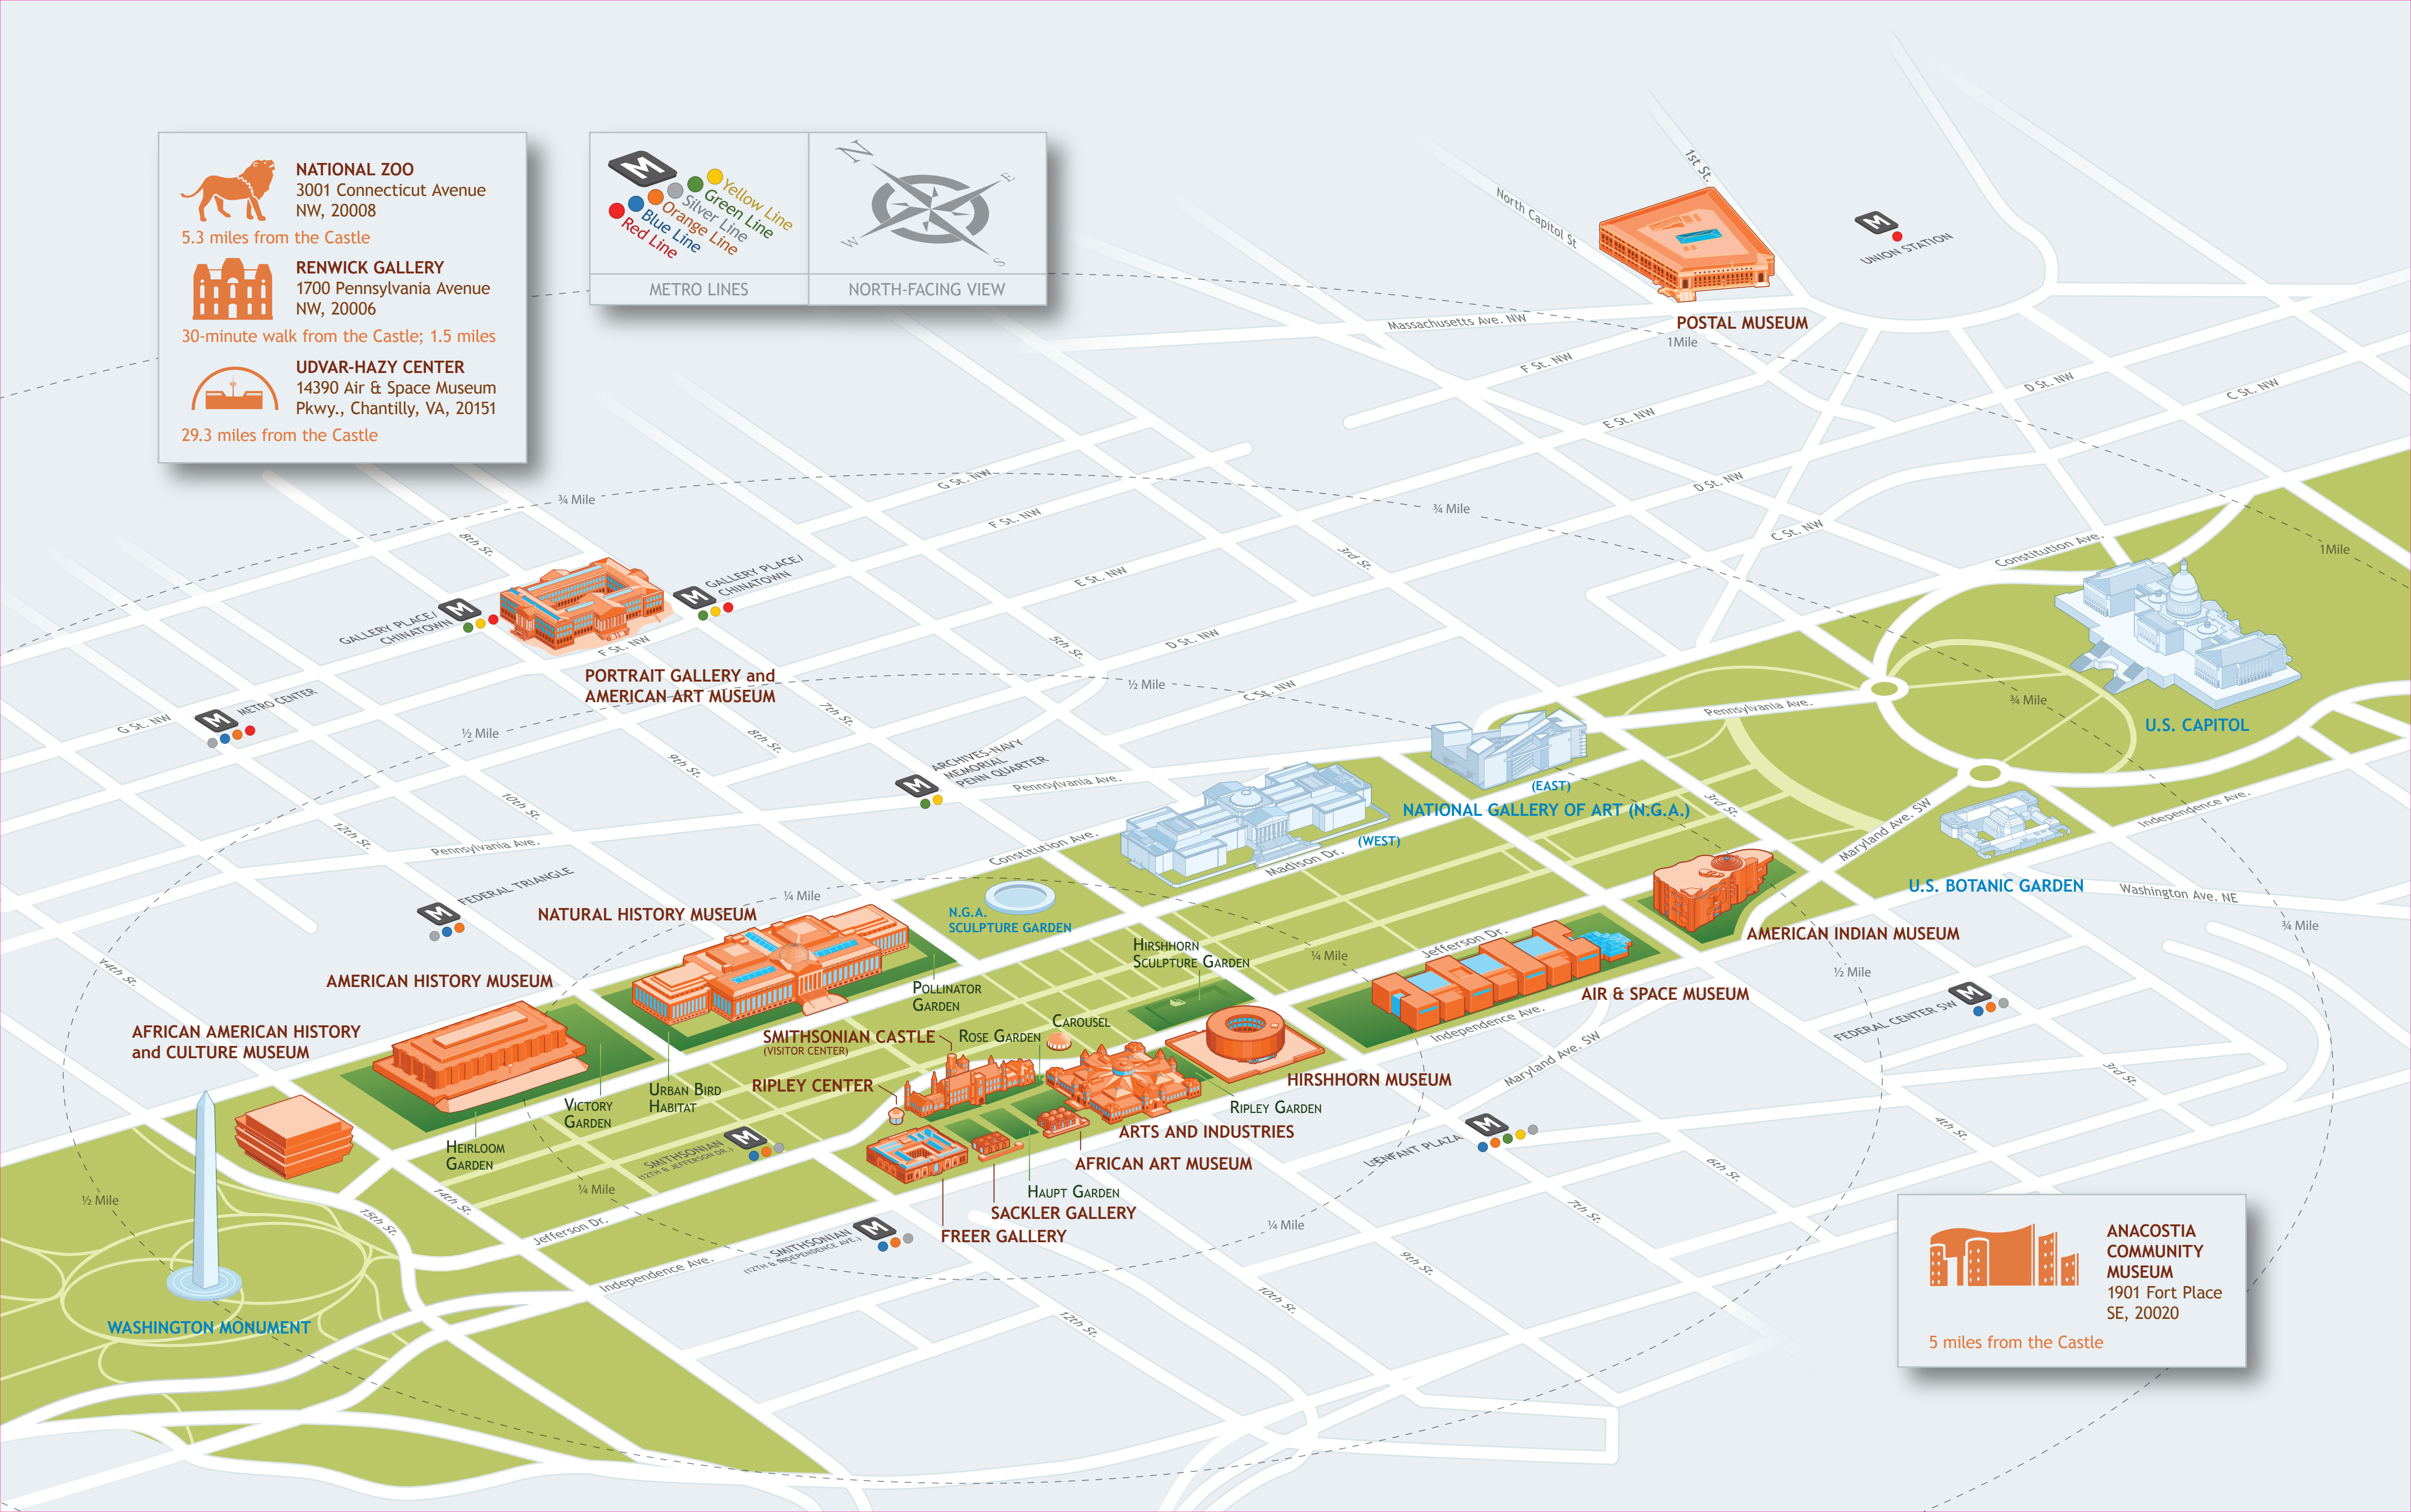 NATIONAL ZOO
3001 Connecticut Avenue
NW, 20008
5.3 miles from the Castle
RENWICK GALLERY
1700 Pennsylvania Avenue
NW, 20006
30-minute walk from the Castle; 1.5 miles
UDVAR-HAZY CENTER
14390 Air & Space Museum
Pkwy., Chantilly, VA, 20151
29.3 miles from the Castle
M
Yellow Line
Green Line
Silver Line
Orange Line
Blue Line
Red Line
METRO LINES
N
E
W
S
NORTH-FACING VIEW
1st St.
North Capitol St
M
UNION STATION
Massachusetts Ave. NW
POSTAL MUSEUM
1Mile
F St. NW
D St. NW
C St. NW
E St. NW
G St. NW
¾ Mile
¾ Mile
D St. NW
F St. NW
C St. NW
8th St.
3rd St.
Constitution Ave.
1Mile
GALLERY PLACE/
CHINATOWN
M
M
GALLERY PLACE/
CHINATOWN
E St. NW
F St. NW
5th St.
D St. NW
PORTRAIT GALLERY and
AMERICAN ART MUSEUM
½ Mile
C St. NW
¾ Mile
Pennsylvania Ave.
U.S. CAPITOL
G St. NW
M
METRO CENTER
½ Mile
7th St.
8th St.
9th St.
M
ARCHIVES-NAVY
MEMORIAL
PENN QUARTER
Pennsylvania Ave.
(EAST)
NATIONAL GALLERY OF ART (N.G.A.)
(WEST)
3rd St.
10th St.
12th St.
Pennsylvania Ave.
Constitution Ave.
Madison Dr.
Maryland Ave. SW
Independence Ave.
U.S. BOTANIC GARDEN
Washington Ave. NE
M
FEDERAL TRIANGLE
¼ Mile
NATURAL HISTORY MUSEUM
N.G.A.
SCULPTURE GARDEN
HIRSHHORN
SCULPTURE GARDEN
¼ Mile
Jefferson Dr.
AMERICAN INDIAN MUSEUM
¾ Mile
½ Mile
14th St.
AMERICAN HISTORY MUSEUM
POLLINATOR
GARDEN
AIR & SPACE MUSEUM
M
FEDERAL CENTER SW
AFRICAN AMERICAN HISTORY
and CULTURE MUSEUM
SMITHSONIAN CASTLE
(VISITOR CENTER)
ROSE GARDEN
CAROUSEL
Independence Ave.
Maryland Ave. SW
RIPLEY CENTER
HIRSHHORN MUSEUM
3rd St.
URBAN BIRD
HABITAT
VICTORY
GARDEN
HEIRLOOM
GARDEN
RIPLEY GARDEN
ARTS AND INDUSTRIES
AFRICAN ART MUSEUM
M
L'ENFANT PLAZA
4th St.
6th St.
M
SMITHSONIAN
(12TH & JEFFERSON DR.)
¼ Mile
HAUPT GARDEN
SACKLER GALLERY
FREER GALLERY
½ Mile
14th St.
15th St.
Jefferson Dr.
M
SMITHSONIAN
(12TH & INDEPENDENCE AVE.)
Independence Ave.
¼ Mile
7th St.
9th St.
10th St.
12th St.
WASHINGTON MONUMENT
ANACOSTIA
COMMUNITY
MUSEUM
1901 Fort Place
SE, 20020
5 miles from the Castle